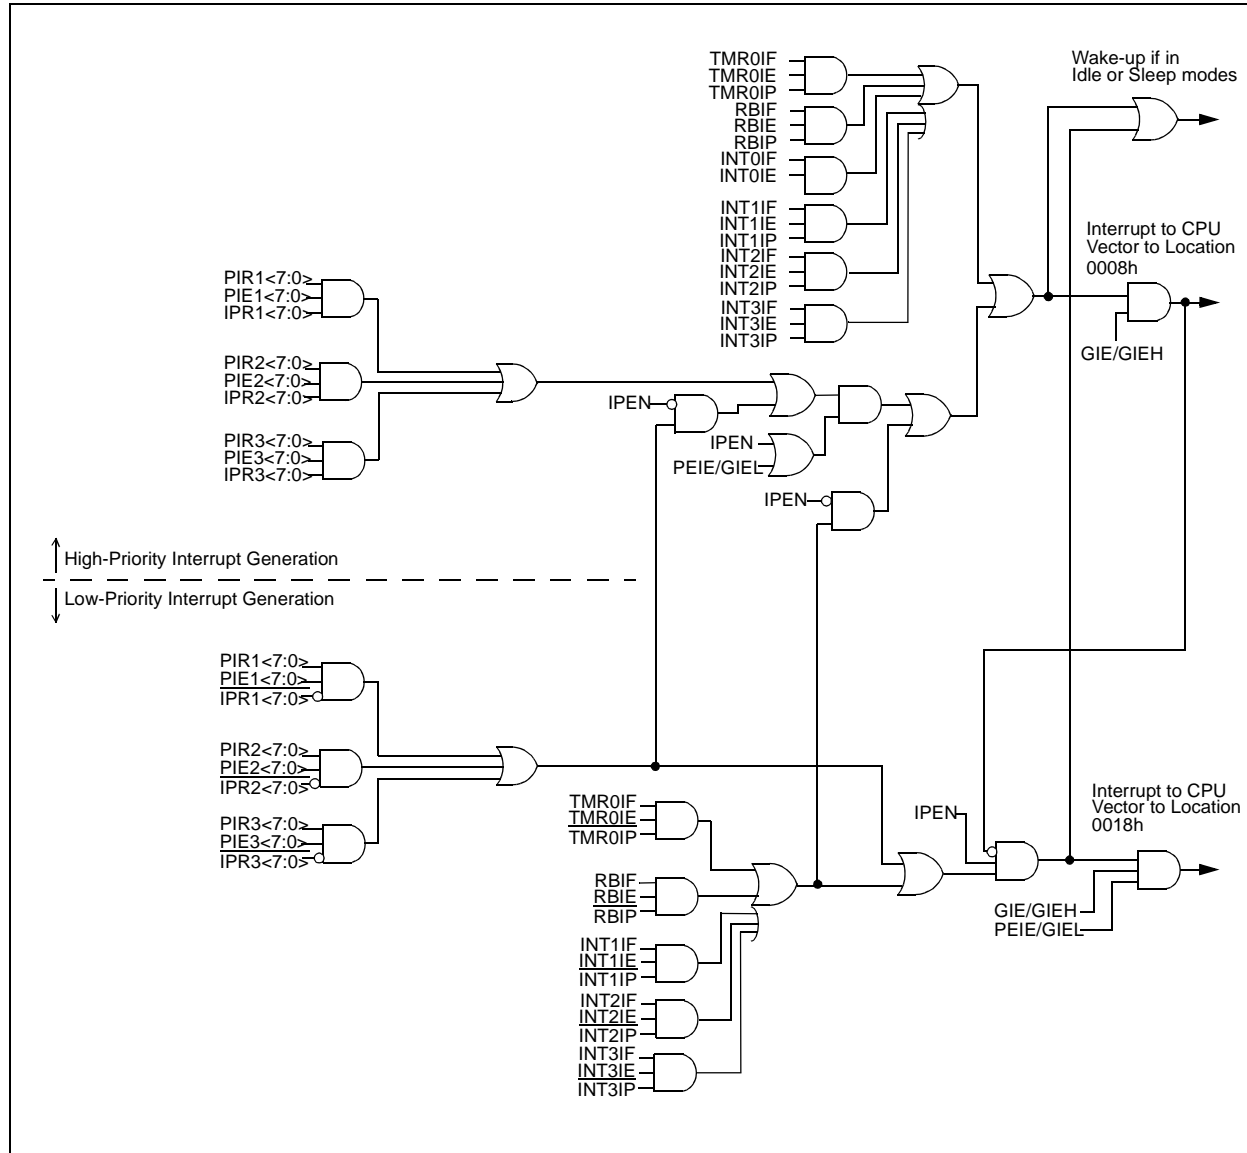 TMR0IF
TMR0IE
TMR0IP
RBIF
RBIE
RBIP
INT0IF
INT0IE
INT1IF
INT1IE
INT1IP
INT2IF
INT2IE
INT2IP
INT3IF
INT3IE
INT3IP
Wake-up if in
Idle or Sleep modes
Interrupt to CPU
Vector to Location
0008h
GIE/GIEH
PIR1<7:0>
PIE1<7:0>
IPR1<7:0>
PIR2<7:0>
PIE2<7:0>
IPR2<7:0>
PIR3<7:0>
PIE3<7:0>
IPR3<7:0>
IPEN
IPEN
PEIE/GIEL
IPEN
High-Priority Interrupt Generation
Low-Priority Interrupt Generation
PIR1<7:0>
PIE1<7:0>
IPR1<7:0>
PIR2<7:0>
PIE2<7:0>
IPR2<7:0>
PIR3<7:0>
PIE3<7:0>
IPR3<7:0>
TMR0IF
TMR0IE
TMR0IP
RBIF
RBIE
RBIP
INT1IF
INT1IE
INT1IP
INT2IF
INT2IE
INT2IP
INT3IF
INT3IE
INT3IP
IPEN
Interrupt to CPU
Vector to Location
0018h
GIE/GIEH
PEIE/GIEL